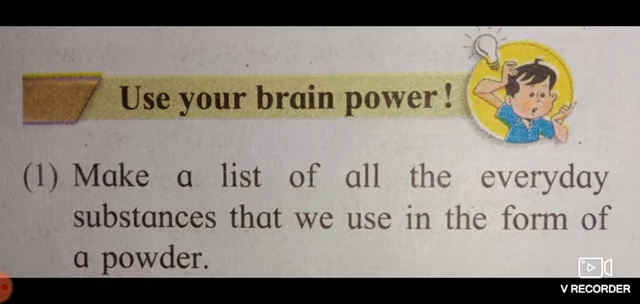 Use your brain power!
(1) Make a list of all the everyday
substances that we use in the form of
a powder.
V RECORDER